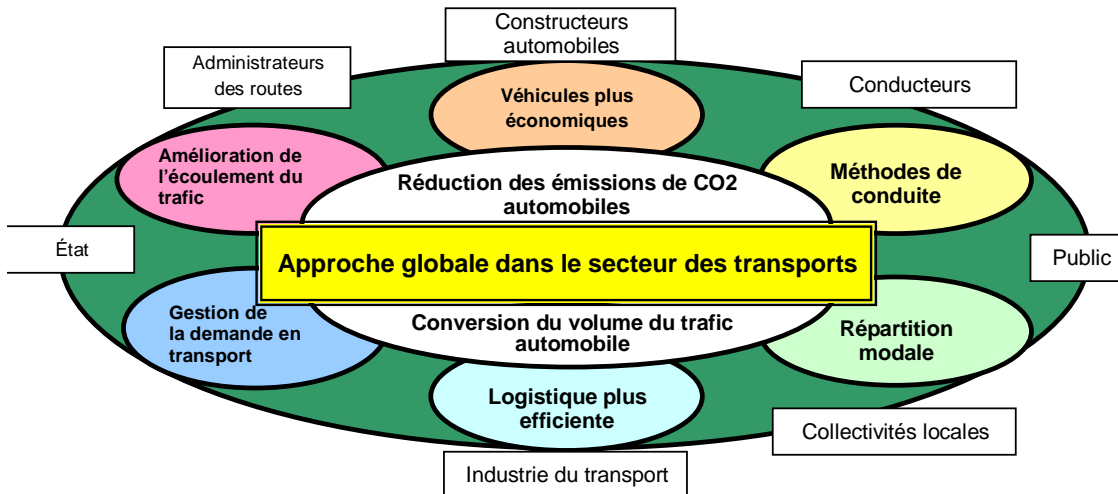 Constructeurs
automobiles
Administrateurs
des routes
Conducteurs
Véhicules plus
économiques
Amélioration de
l'écoulement du
trafic
Méthodes de
conduite
Réduction des émissions de CO2
automobiles
État
Approche globale dans le secteur des transports
Public
Gestion de
la demande en
transport
Conversion du volume du trafic
automobile
Répartition
modale
Logistique plus
efficiente
Collectivités locales
Industrie du transport